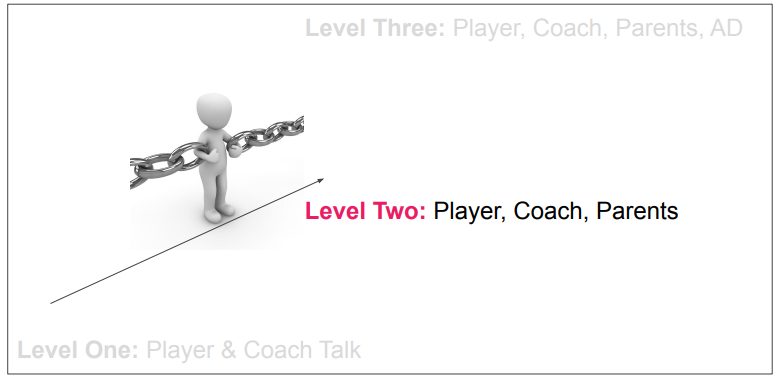 Level Three: Player, Coach, Parents, AD
Level Two: Player, Coach, Parents
Level One: Player & Coach Talk